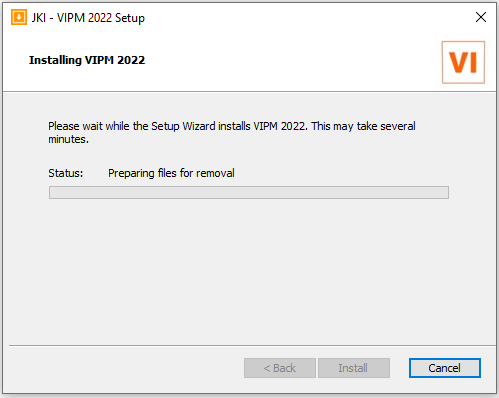 JKI - VIPM 2022 Setup
Installing VIPM 2022
VI
Please wait while the Setup Wizard installs VIPM 2022. This may take several
minutes.
Status: Preparing files for removal
< Back Install Cancel